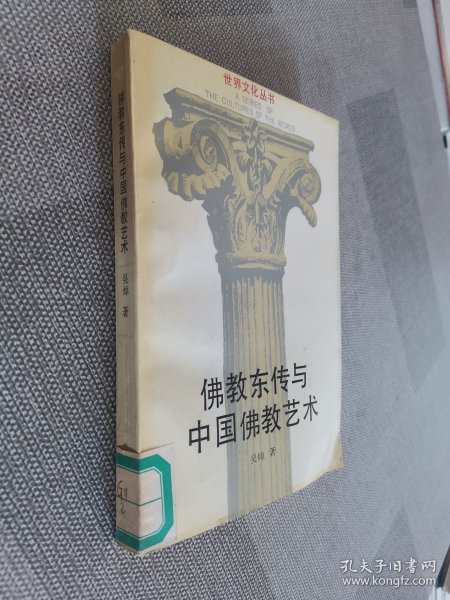 世界文化丛书
A SERIES OF
THE CULTURES OF THE WORLD
佛教东传与
中国佛教艺术
吴焯 著
佛教东传与中国佛教艺术
吴焯 著
孔夫子旧书网
www.kongfz.com